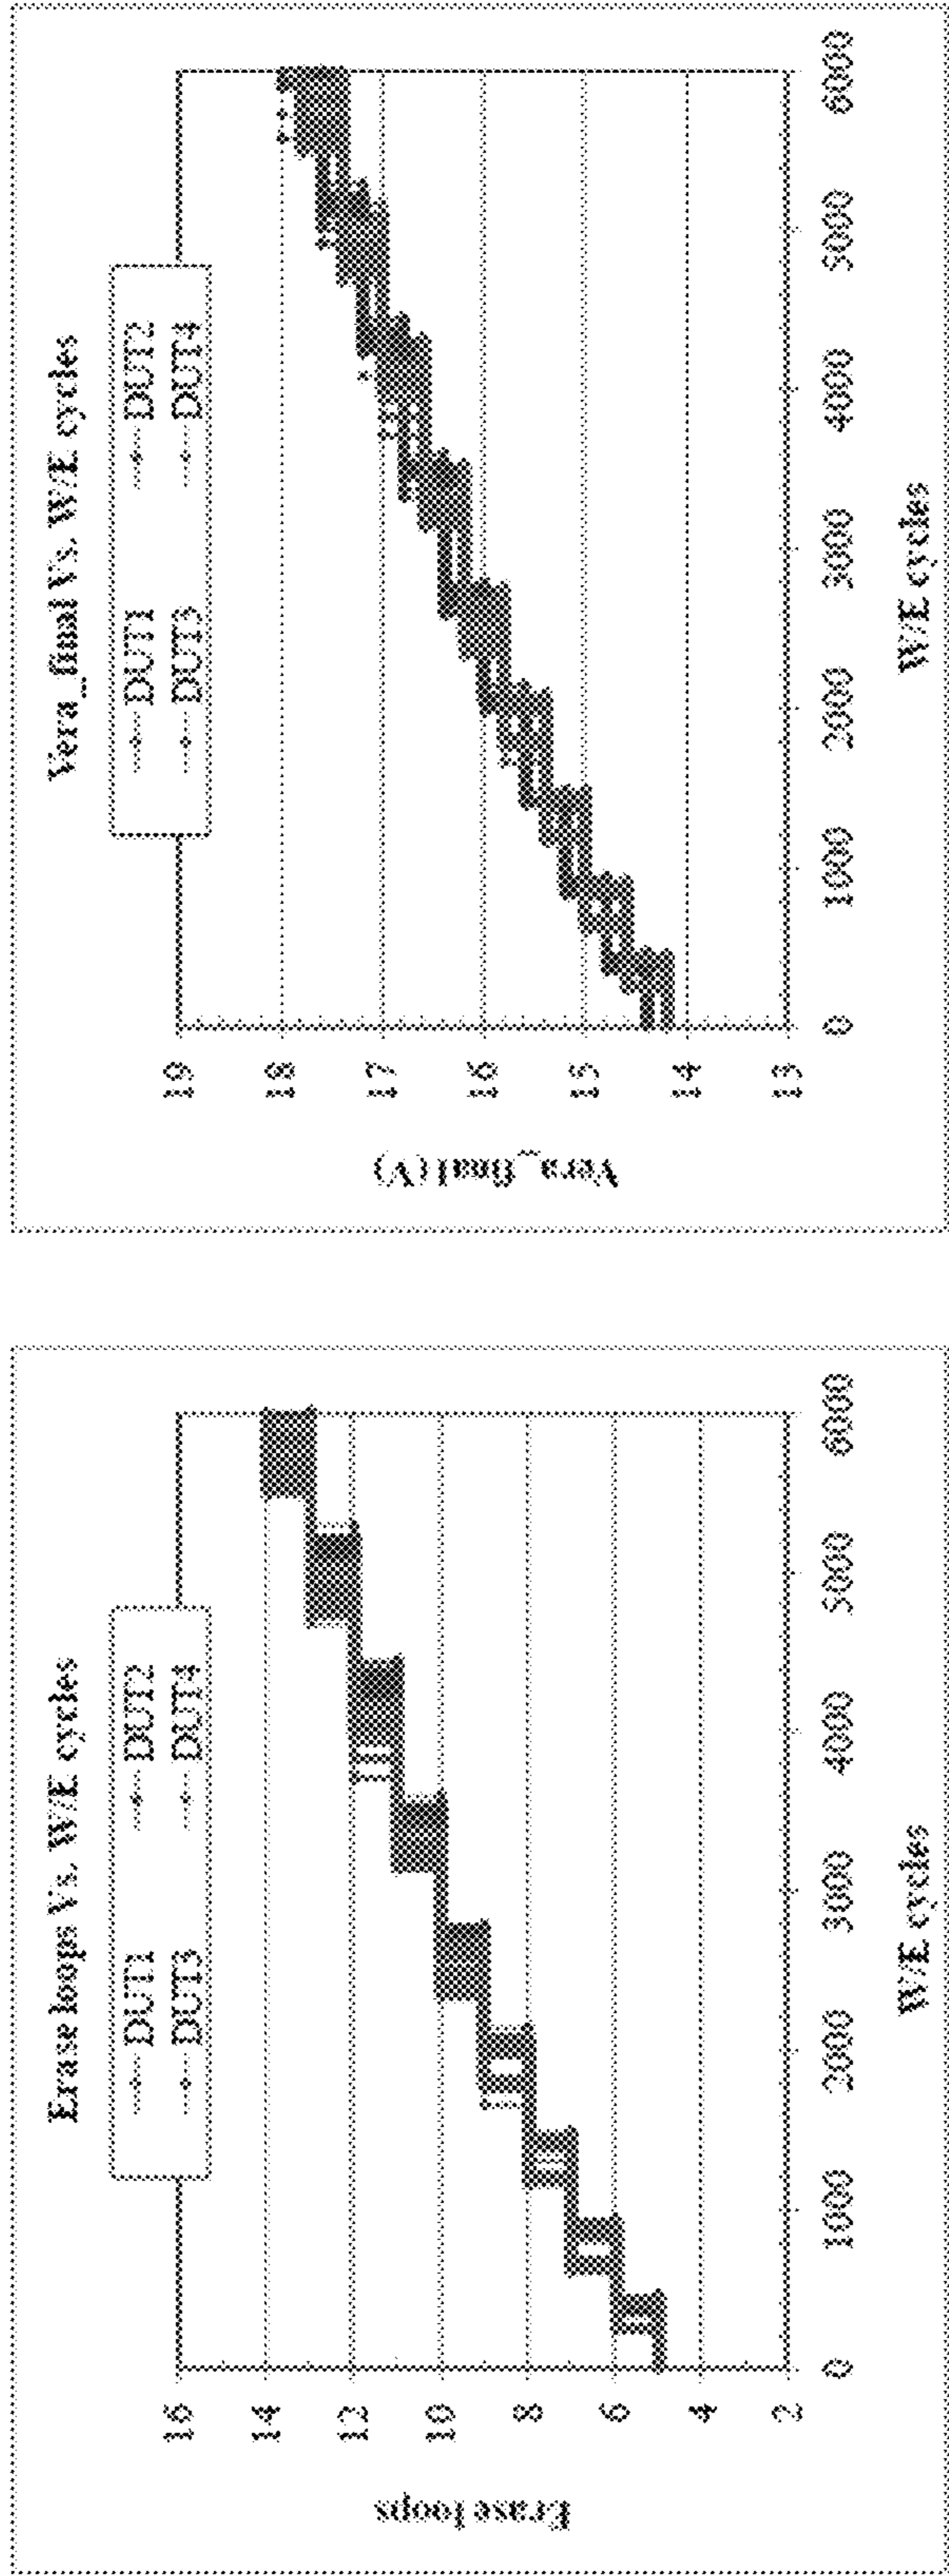 Erase loops Vs. W/E cycles
DUT1 DUT2
DUT3 DUT4
16
14
12
10
8
6
4
2
Erase loops
0 1000 2000 3000 4000 5000 6000
W/E cycles
Vera_final Vs. W/E cycles
DUT1 DUT2
DUT3 DUT4
19
18
17
16
15
14
13
Vera_final (V)
0 1000 2000 3000 4000 5000 6000
W/E cycles